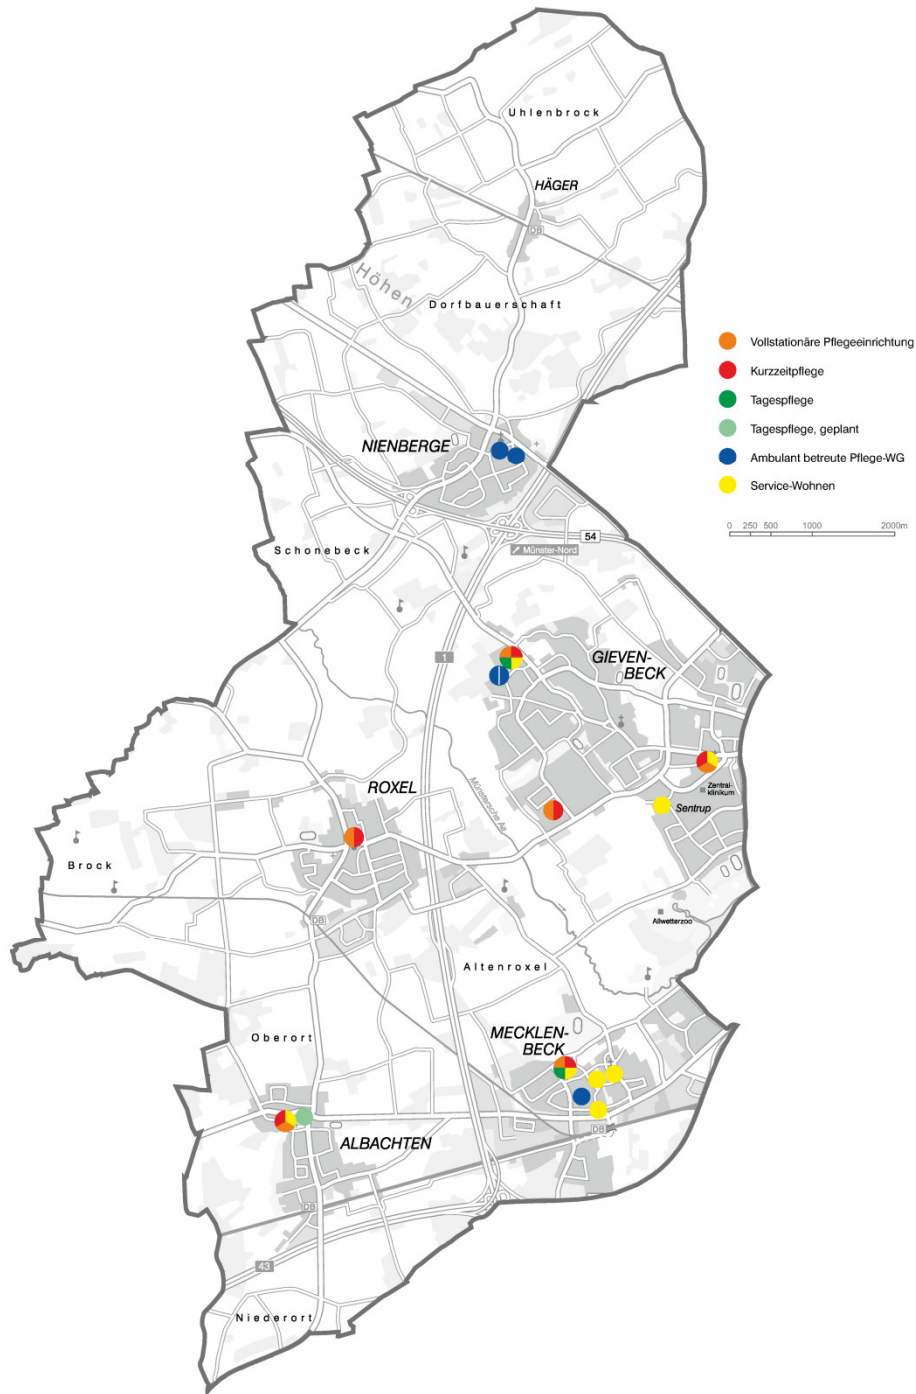 Uhlenbrock
HÄGER
DB
Höhen
Dorfbauerschaft
Vollstationäre Pflegeeinrichtung
Kurzzeitpflege
Tagespflege
Tagespflege, geplant
Ambulant betreute Pflege-WG
Service-Wohnen
0 250 500 1000 2000m
NIENBERGE
54
Schonebeck
Münster-Nord
1
GIEVEN-
BECK
ROXEL
Münstersche Aa
Zentral-
klinikum
Sentrup
Brock
DB
Allwetterzoo
Altenroxel
Oberort
MECKLEN-
BECK
DB
ALBACHTEN
DB
43
Niederort